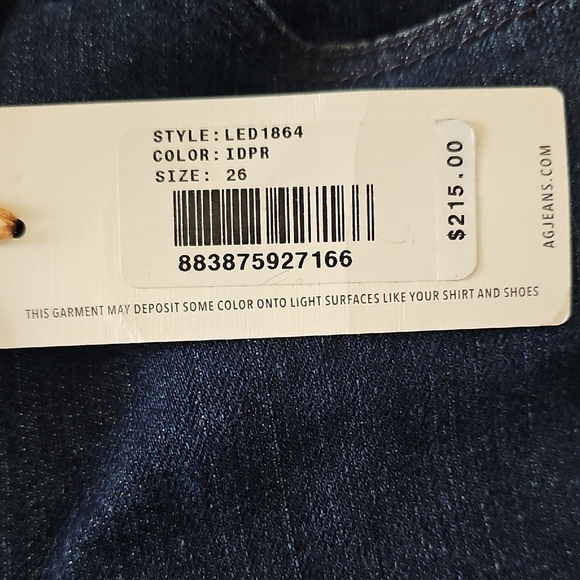 STYLE: LED1864
COLOR: IDPR
SIZE: 26
883875927166
$215.00
AGJEANS.COM
THIS GARMENT MAY DEPOSIT SOME COLOR ONTO LIGHT SURFACES LIKE YOUR SHIRT AND SHOES